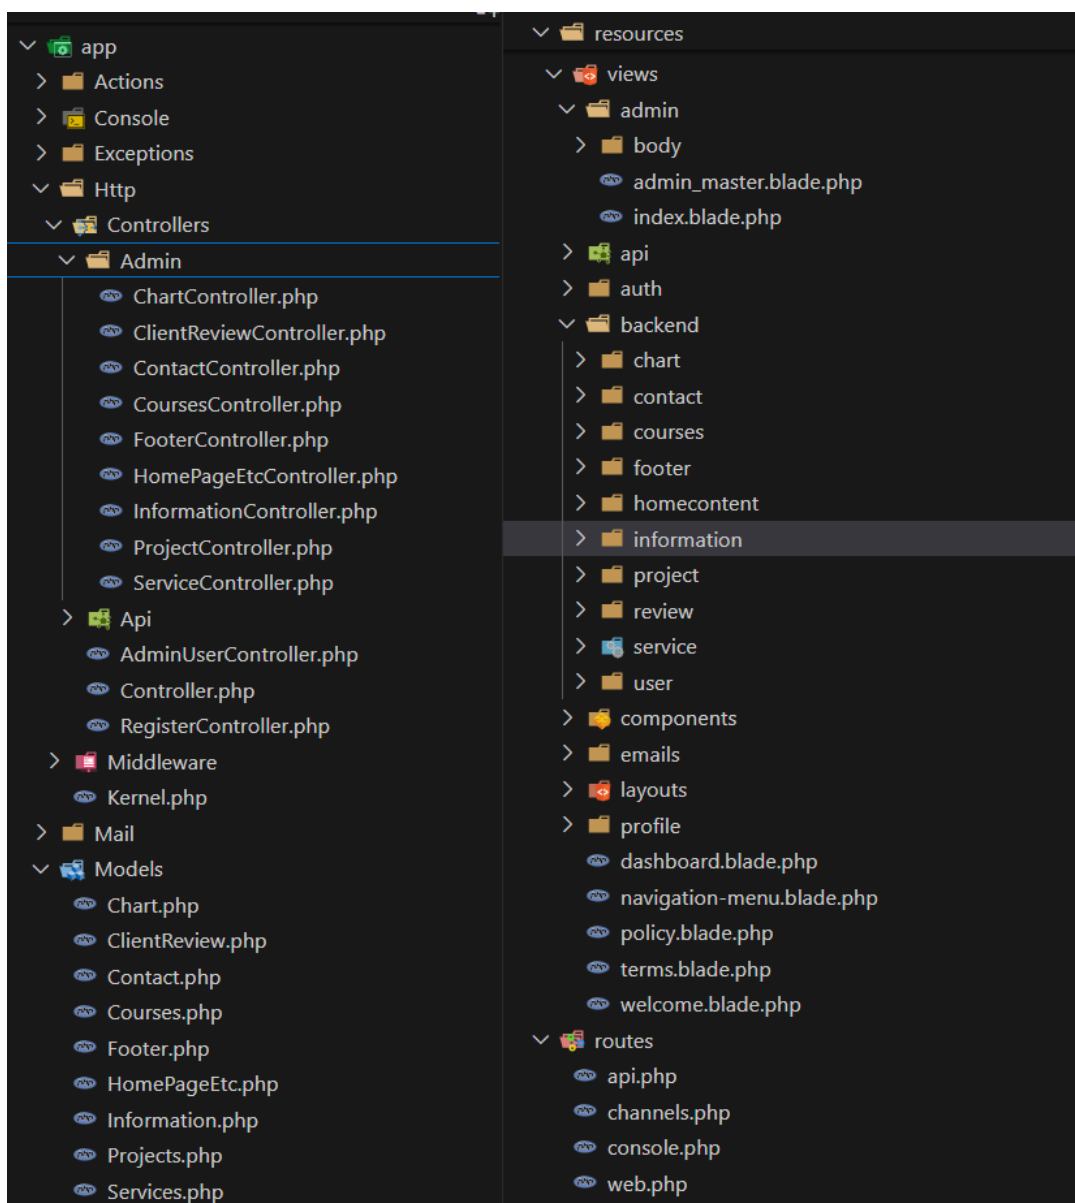 app
Actions
Console
Exceptions
Http
Controllers
Admin
ChartController.php
ClientReviewController.php
ContactController.php
CoursesController.php
FooterController.php
HomePageEtcController.php
InformationController.php
ProjectController.php
ServiceController.php
Api
AdminUserController.php
Controller.php
RegisterController.php
Middleware
Kernel.php
Mail
Models
Chart.php
ClientReview.php
Contact.php
Courses.php
Footer.php
HomePageEtc.php
Information.php
Projects.php
Services.php
resources
views
admin
body
admin_master.blade.php
index.blade.php
api
auth
backend
chart
contact
courses
footer
homecontent
information
project
review
service
user
components
emails
layouts
profile
dashboard.blade.php
navigation-menu.blade.php
policy.blade.php
terms.blade.php
welcome.blade.php
routes
api.php
channels.php
console.php
web.php